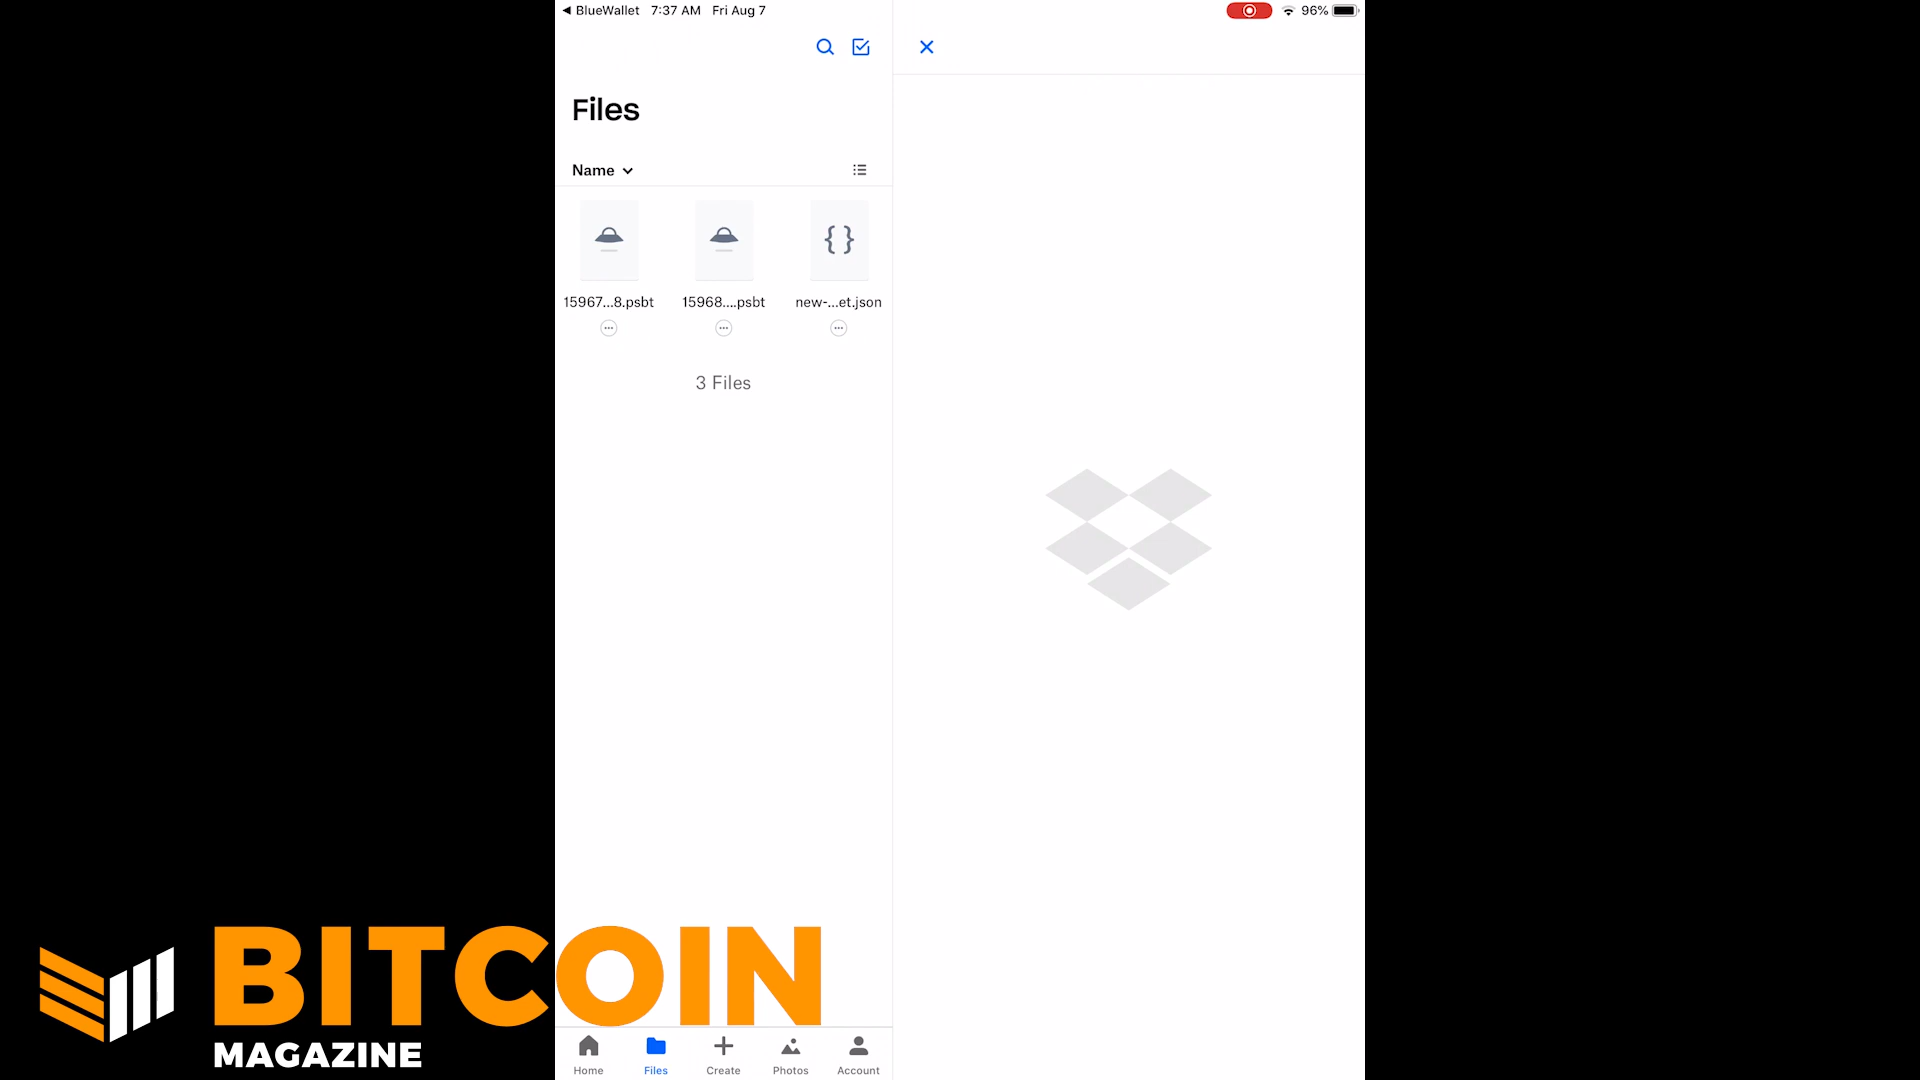 BlueWallet 7:37 AM Fri Aug 7
96%
Files
Name
15967...8.psbt 15968....psbt new-...et.json
3 Files
BITCOIN
MAGAZINE
Home Files Create Photos Account